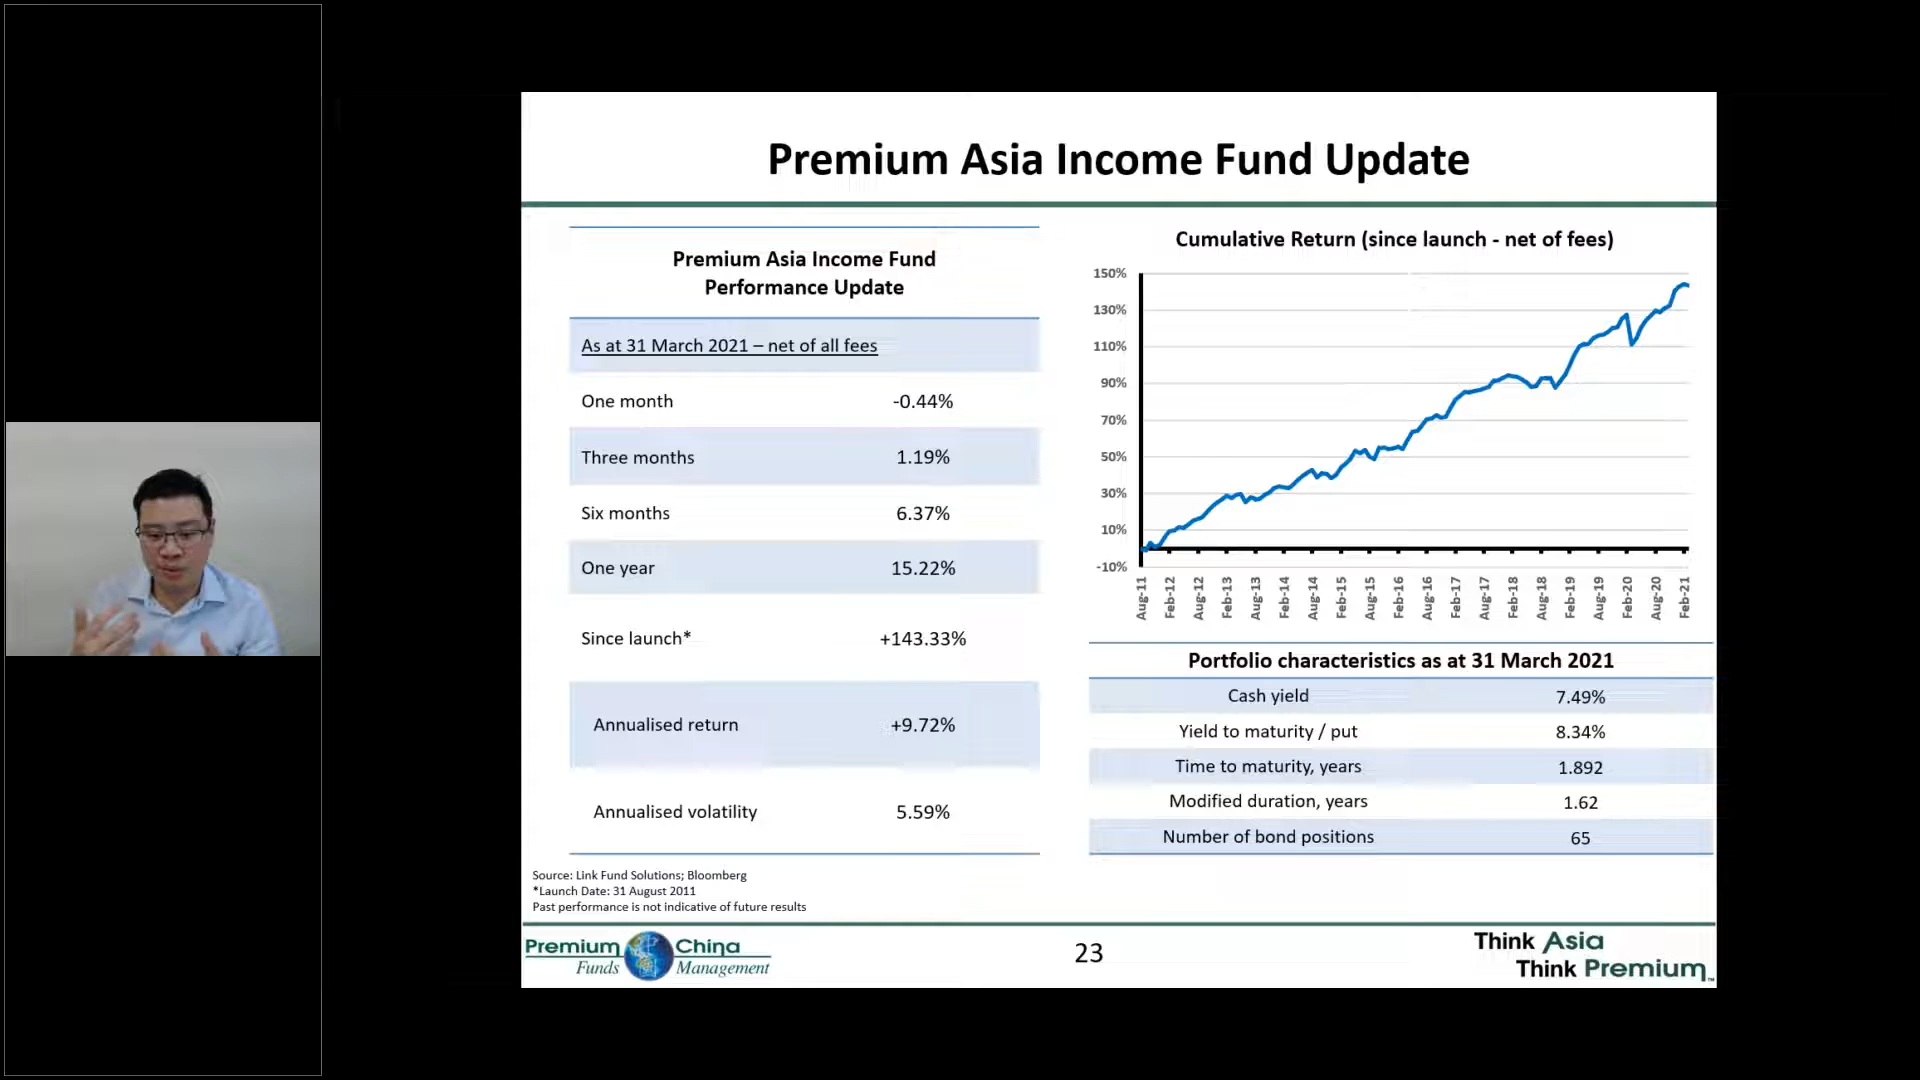 Premium Asia Income Fund Update
Premium Asia Income Fund
Performance Update
As at 31 March 2021 – net of all fees
One month -0.44%
Three months 1.19%
Six months 6.37%
One year 15.22%
Since launch* +143.33%
Annualised return +9.72%
Annualised volatility 5.59%
Cumulative Return (since launch - net of fees)
150%
130%
110%
90%
70%
50%
30%
10%
-10%
Aug-11 Feb-12 Aug-12 Feb-13 Aug-13 Feb-14 Aug-14 Feb-15 Aug-15 Feb-16 Aug-16 Feb-17 Aug-17 Feb-18 Aug-18 Feb-19 Aug-19 Feb-20 Aug-20 Feb-21
Portfolio characteristics as at 31 March 2021
Cash yield 7.49%
Yield to maturity / put 8.34%
Time to maturity, years 1.892
Modified duration, years 1.62
Number of bond positions 65
Source: Link Fund Solutions; Bloomberg
*Launch Date: 31 August 2011
Past performance is not indicative of future results
Premium China
Funds Management
23
Think Asia
Think Premium™